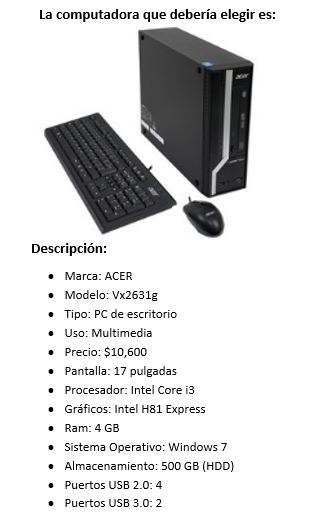 La computadora que debería elegir es:
acer
Descripción:
• Marca: ACER
• Modelo: Vx2631g
• Tipo: PC de escritorio
• Uso: Multimedia
• Precio: $10,600
• Pantalla: 17 pulgadas
• Procesador: Intel Core i3
• Gráficos: Intel H81 Express
• Ram: 4 GB
• Sistema Operativo: Windows 7
• Almacenamiento: 500 GB (HDD)
• Puertos USB 2.0: 4
• Puertos USB 3.0: 2